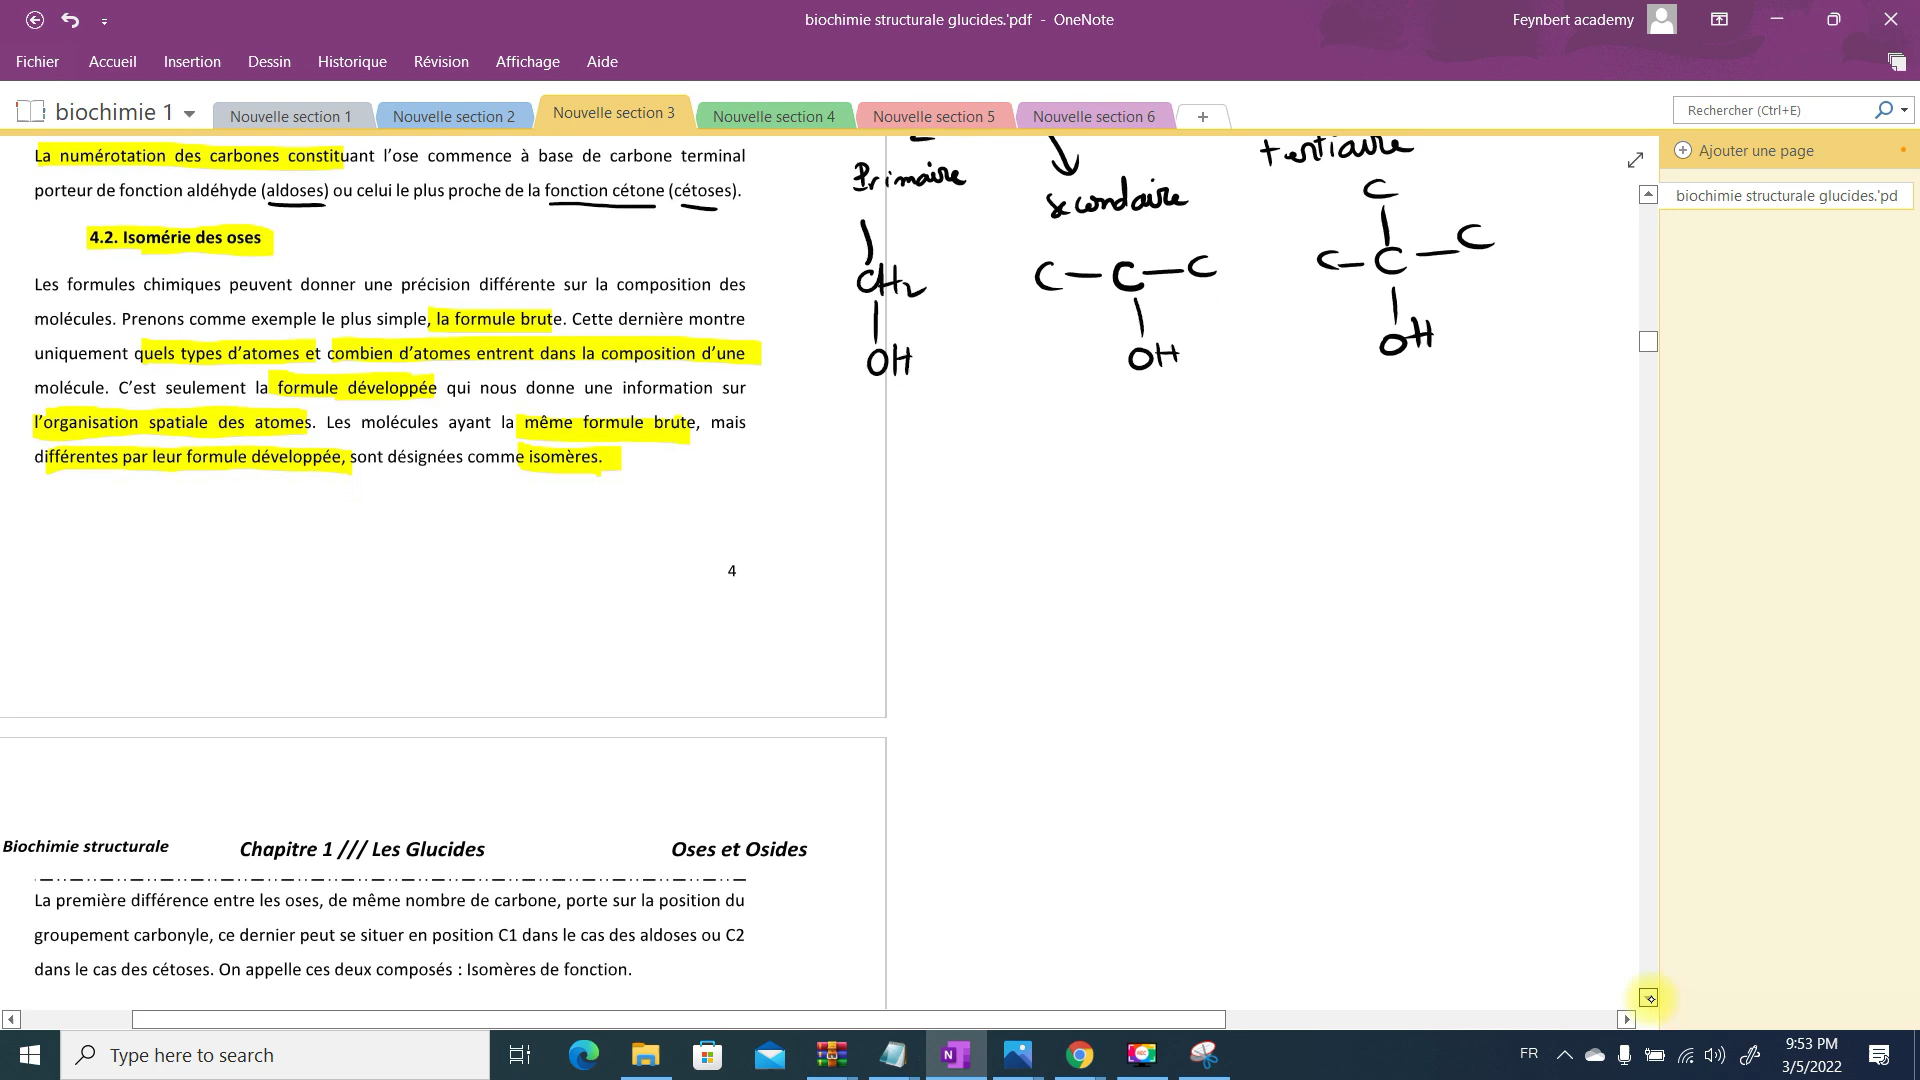 biochimie structurale glucides.'pdf - OneNote
Feynbert academy
Fichier Accueil Insertion Dessin Historique Révision Affichage Aide
biochimie 1
Nouvelle section 1
Nouvelle section 2
Nouvelle section 3
Nouvelle section 4
Nouvelle section 5
Nouvelle section 6
+
Rechercher (Ctrl+E)
Ajouter une page
biochimie structurale glucides.'pd
La numérotation des carbones constituant l'ose commence à base de carbone terminal
porteur de fonction aldéhyde (aldoses) ou celui le plus proche de la fonction cétone (cétoses).
4.2. Isomérie des oses
Les formules chimiques peuvent donner une précision différente sur la composition des
molécules. Prenons comme exemple le plus simple, la formule brute. Cette dernière montre
uniquement quels types d'atomes et combien d'atomes entrent dans la composition d'une
molécule. C'est seulement la formule développée qui nous donne une information sur
l'organisation spatiale des atomes. Les molécules ayant la même formule brute, mais
différentes par leur formule développée, sont désignées comme isomères.
4
Primaire
CH2
OH
secondaire
C - C - C
OH
tertiaire
C
C - C - C
OH
Biochimie structurale Chapitre 1 /// Les Glucides Oses et Osides
La première différence entre les oses, de même nombre de carbone, porte sur la position du
groupement carbonyle, ce dernier peut se situer en position C1 dans le cas des aldoses ou C2
dans le cas des cétoses. On appelle ces deux composés : Isomères de fonction.
Type here to search
FR
9:53 PM
3/5/2022